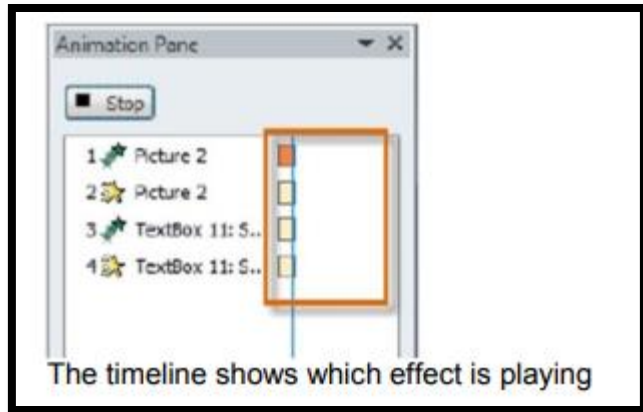 Animation Pane
Stop
1 Picture 2
2 Picture 2
3 TextBox 11: S..
4 TextBox 11: S..
The timeline shows which effect is playing